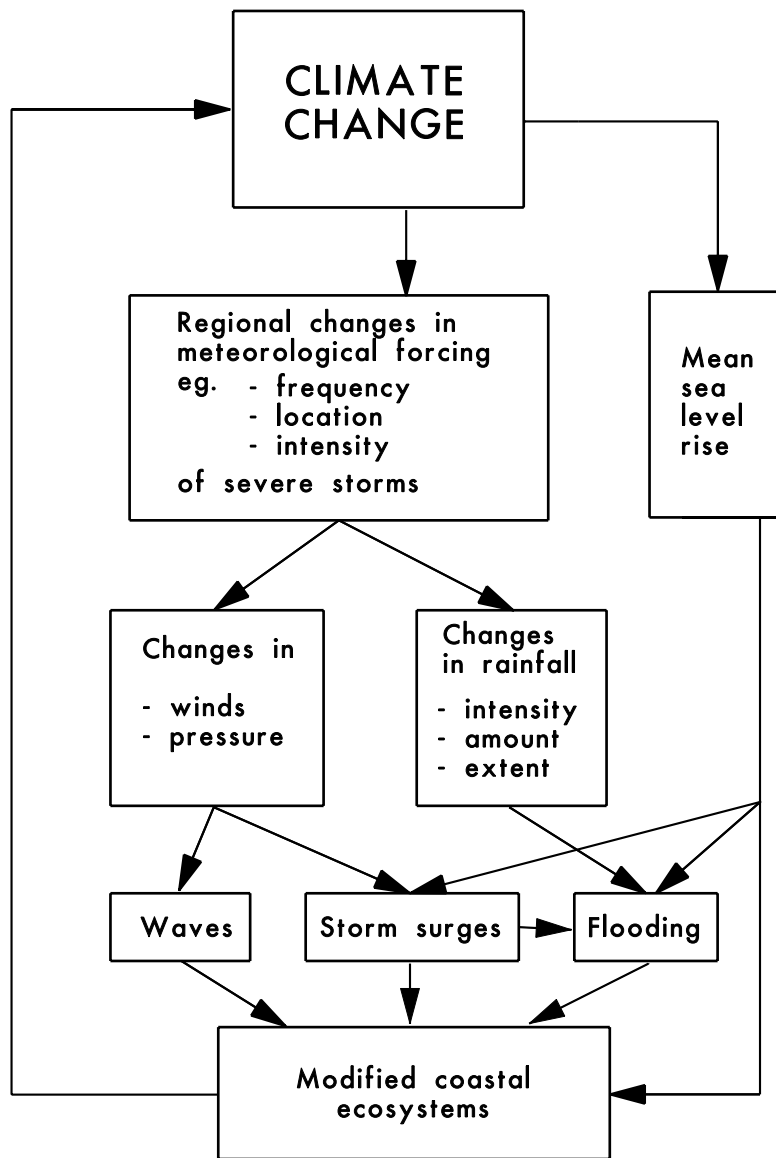 CLIMATE
CHANGE
Regional changes in
meteorological forcing
eg. - frequency
- location
- intensity
of severe storms
Mean
sea
level
rise
Changes in
- winds
- pressure
Changes
in rainfall
- intensity
- amount
- extent
Waves
Storm surges
Flooding
Modified coastal
ecosystems